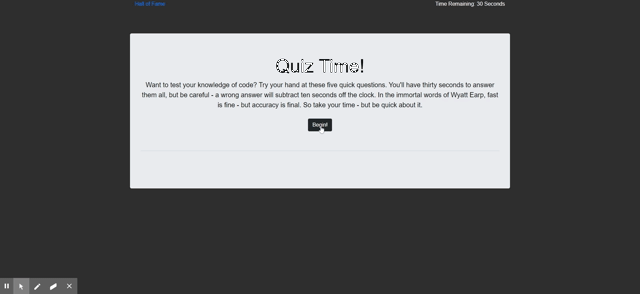 Hall of Fame
Time Remaining: 30 Seconds
Quiz Time!
Want to test your knowledge of code? Try your hand at these five quick questions. You'll have thirty seconds to answer
them all, but be careful - a wrong answer will subtract ten seconds off the clock. In the immortal words of Wyatt Earp, fast
is fine - but accuracy is final. So take your time - but be quick about it.
Begin!